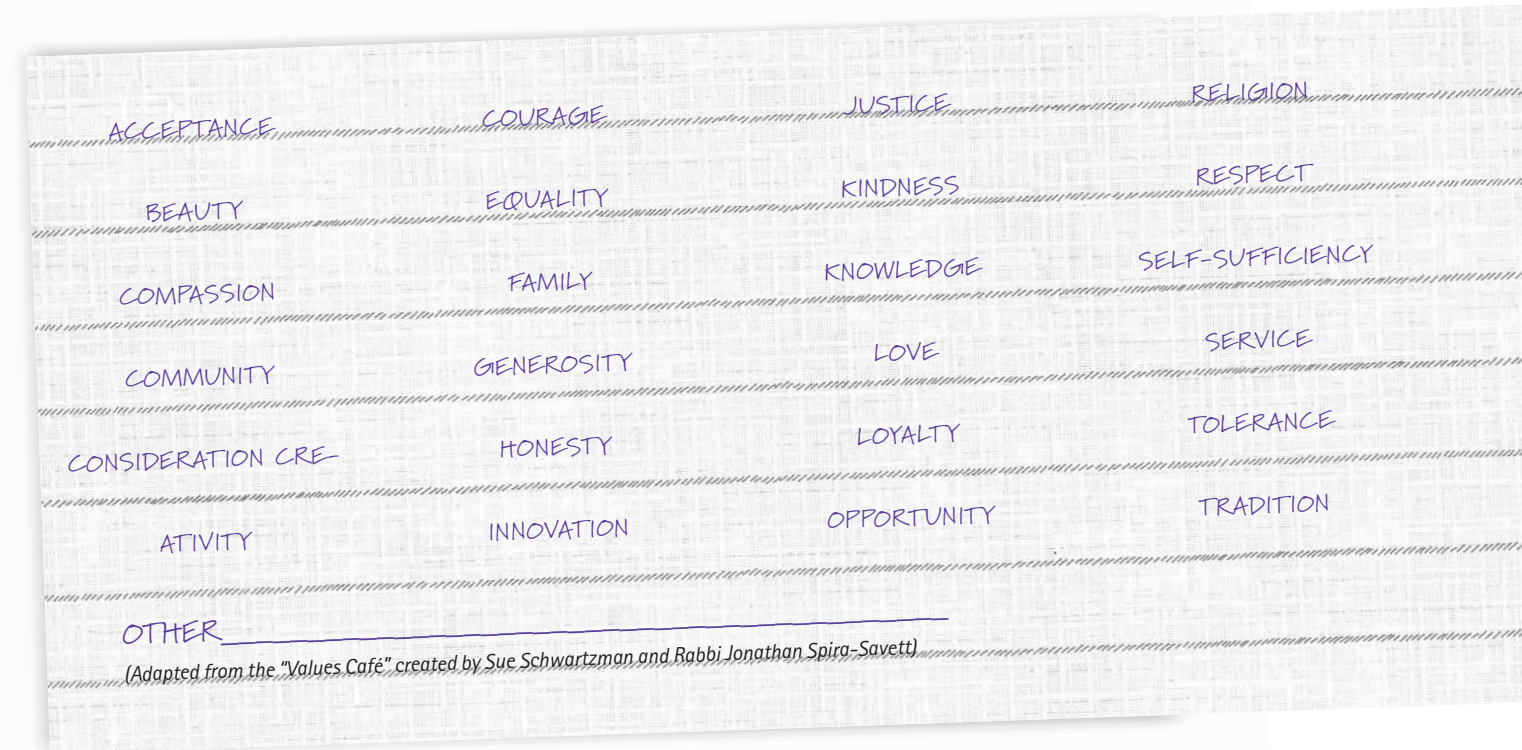 ACCEPTANCE COURAGE JUSTICE RELIGION
BEAUTY EQUALITY KINDNESS RESPECT
COMPASSION FAMILY KNOWLEDGE SELF-SUFFICIENCY
COMMUNITY GENEROSITY LOVE SERVICE
CONSIDERATION CRE- HONESTY LOYALTY TOLERANCE
ATIVITY INNOVATION OPPORTUNITY TRADITION
OTHER
(Adapted from the "Values Café" created by Sue Schwartzman and Rabbi Jonathan Spira-Savett)